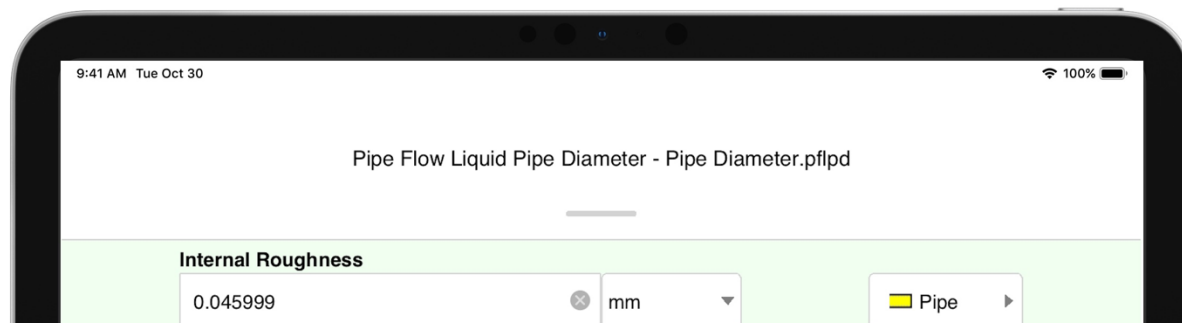 9:41 AM Tue Oct 30 100%
Pipe Flow Liquid Pipe Diameter - Pipe Diameter.pflpd
Internal Roughness
0.045999 mm Pipe